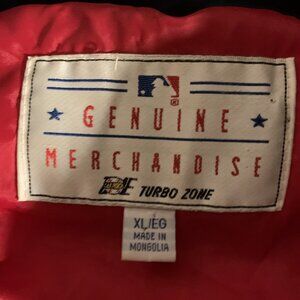 GENUINE
MERCHANDISE
TURBO ZONE
XL/EG
MADE IN
MONGOLIA